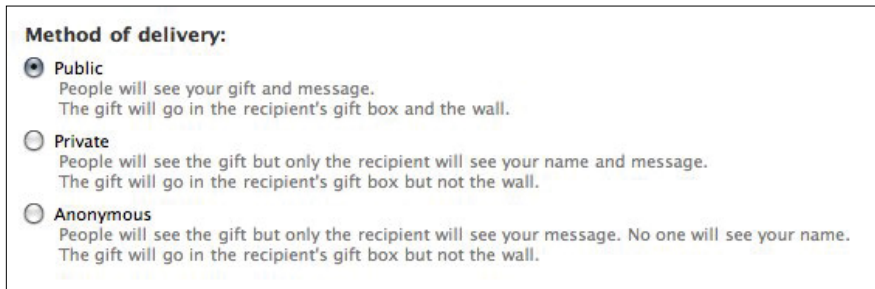 Method of delivery:
Public
People will see your gift and message.
The gift will go in the recipient's gift box and the wall.
Private
People will see the gift but only the recipient will see your name and message.
The gift will go in the recipient's gift box but not the wall.
Anonymous
People will see the gift but only the recipient will see your message. No one will see your name.
The gift will go in the recipient's gift box but not the wall.